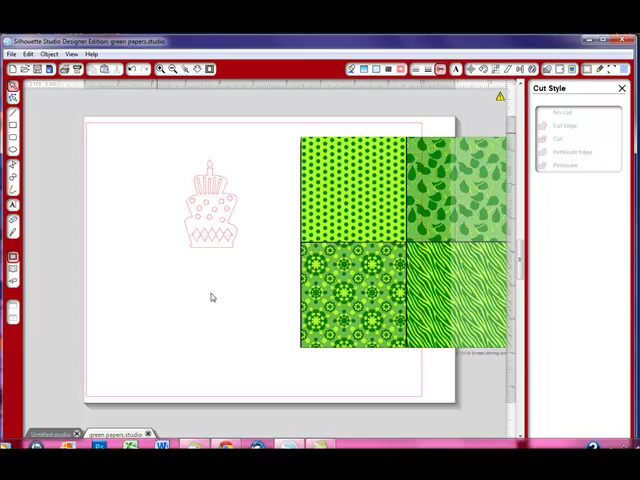 Silhouette Studio Designer Edition: green papers.studio
File Edit Object View Help
Cut Style
No Cut
Cut Edge
Cut
Perforate Edge
Perforate
Untitled.studio
green papers.studio